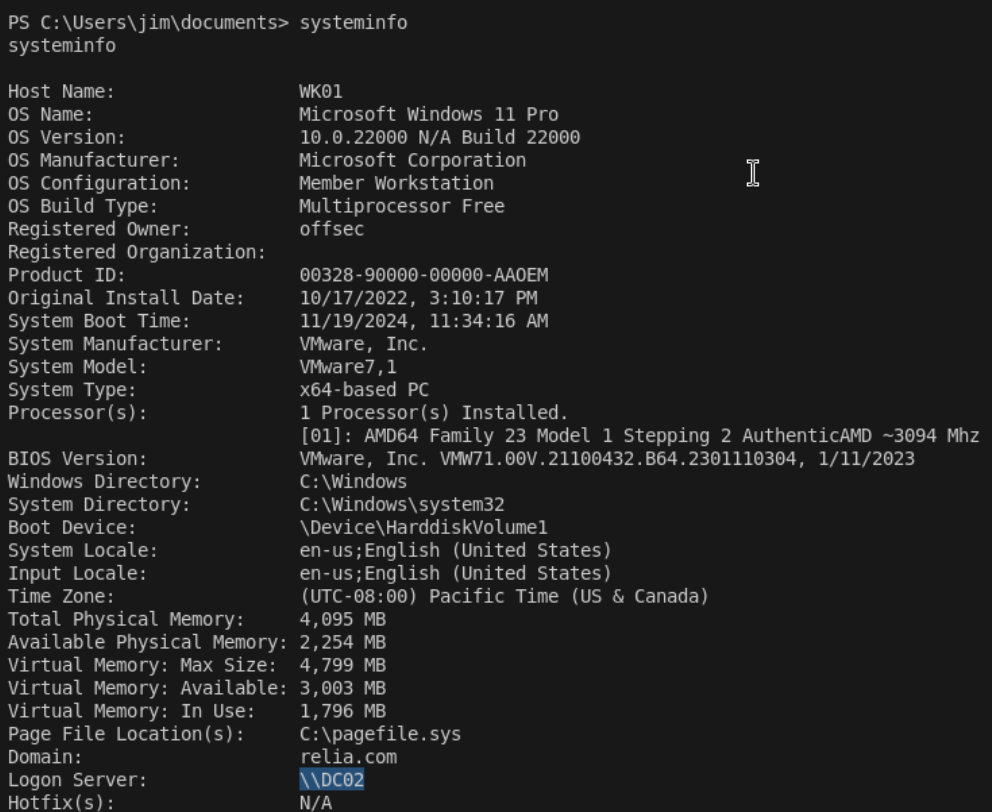 PS C:\Users\jim\documents> systeminfo
systeminfo
Host Name: WK01
OS Name: Microsoft Windows 11 Pro
OS Version: 10.0.22000 N/A Build 22000
OS Manufacturer: Microsoft Corporation
OS Configuration: Member Workstation
OS Build Type: Multiprocessor Free
Registered Owner: offsec
Registered Organization:
Product ID: 00328-90000-00000-AAOEM
Original Install Date: 10/17/2022, 3:10:17 PM
System Boot Time: 11/19/2024, 11:34:16 AM
System Manufacturer: VMware, Inc.
System Model: VMware7,1
System Type: x64-based PC
Processor(s): 1 Processor(s) Installed.
[01]: AMD64 Family 23 Model 1 Stepping 2 AuthenticAMD ~3094 Mhz
BIOS Version: VMware, Inc. VMW71.00V.21100432.B64.2301110304, 1/11/2023
Windows Directory: C:\Windows
System Directory: C:\Windows\system32
Boot Device: \Device\HarddiskVolume1
System Locale: en-us;English (United States)
Input Locale: en-us;English (United States)
Time Zone: (UTC-08:00) Pacific Time (US & Canada)
Total Physical Memory: 4,095 MB
Available Physical Memory: 2,254 MB
Virtual Memory: Max Size: 4,799 MB
Virtual Memory: Available: 3,003 MB
Virtual Memory: In Use: 1,796 MB
Page File Location(s): C:\pagefile.sys
Domain: relia.com
Logon Server: \\DC02
Hotfix(s): N/A